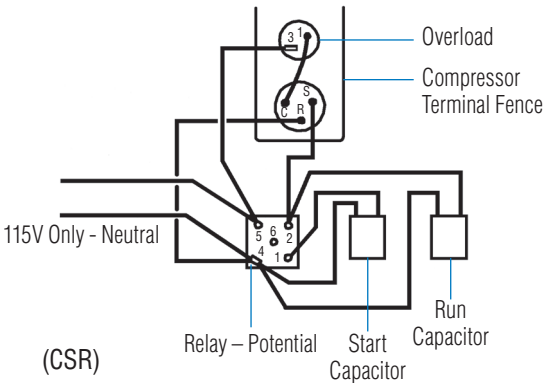 3 1
Overload
Compressor
Terminal Fence
S
C R
115V Only - Neutral
5 6 2
4 1
Relay – Potential
Start
Capacitor
Run
Capacitor
(CSR)